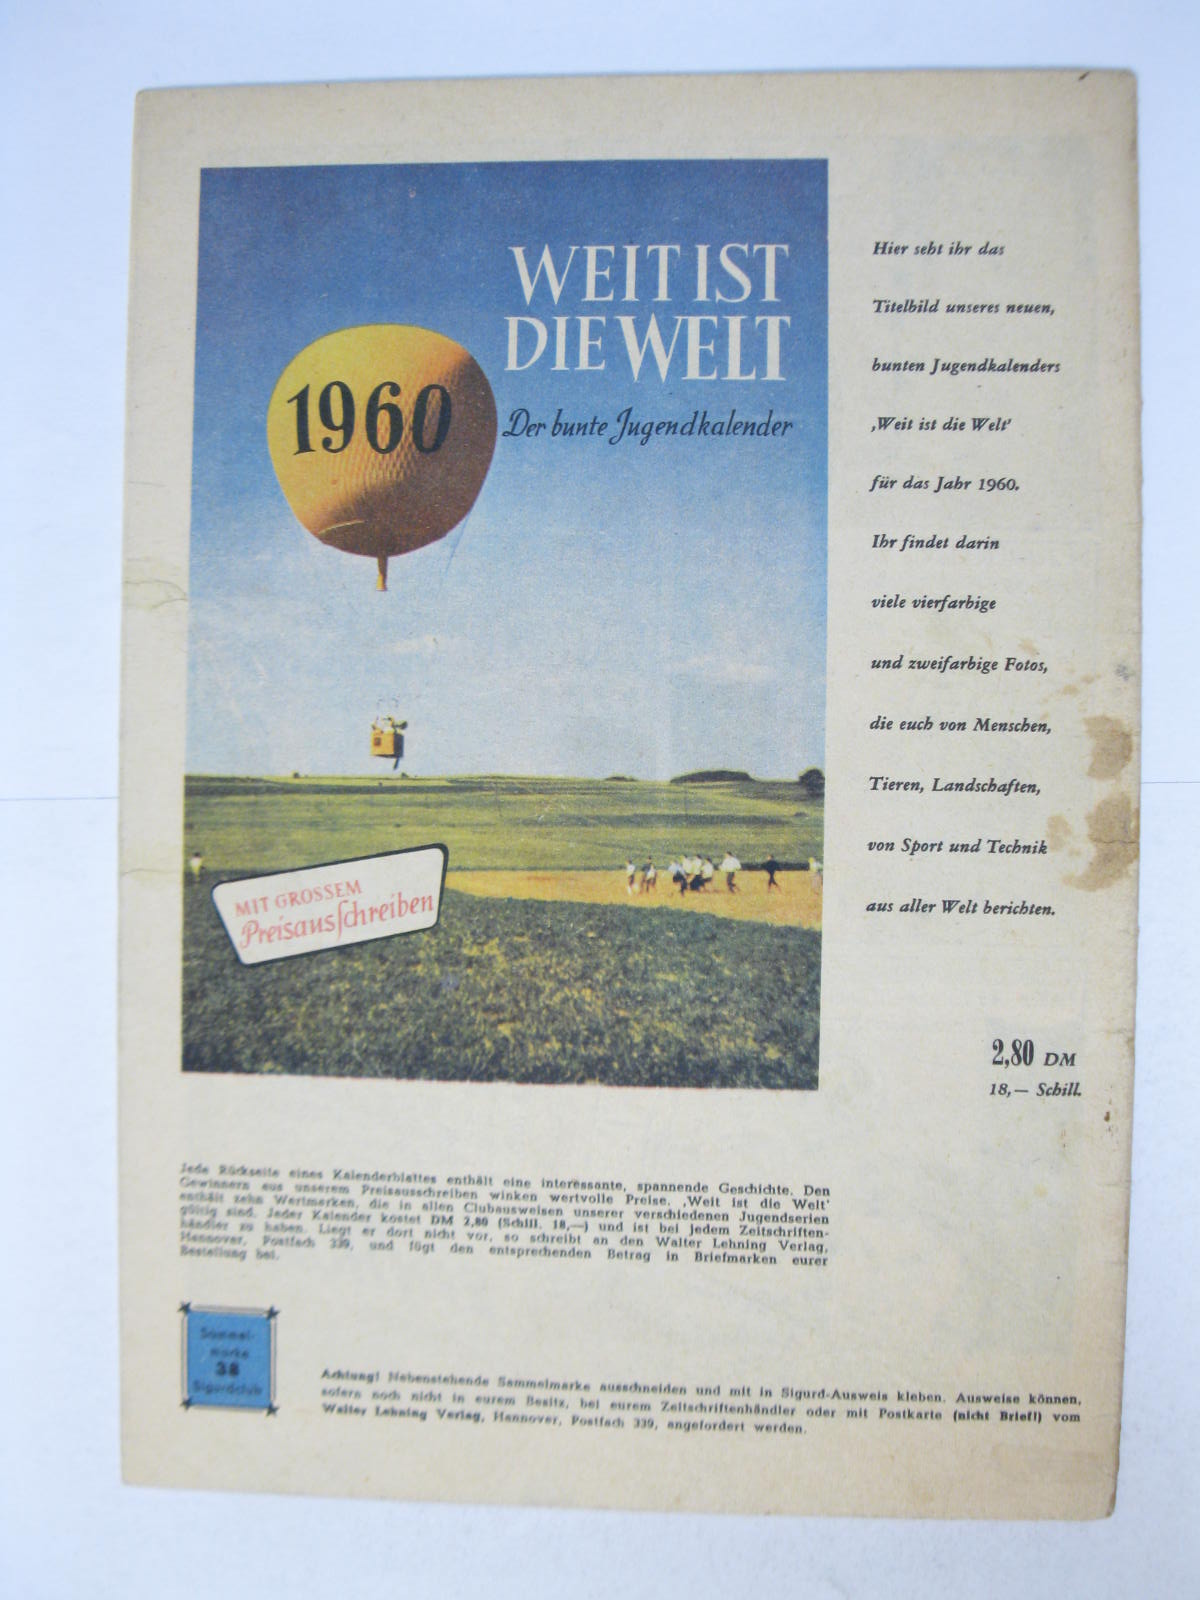 WEIT IST
DIE WELT
1960
Der bunte Jugendkalender
MIT GROSSEM
Preisausschreiben
Hier seht ihr das
Titelbild unseres neuen,
bunten Jugendkalenders
‚Weit ist die Welt'
für das Jahr 1960.
Ihr findet darin
viele vierfarbige
und zweifarbige Fotos,
die euch von Menschen,
Tieren, Landschaften,
von Sport und Technik
aus aller Welt berichten.
2,80 DM
18,— Schill.
Jede Rückseite eines Kalenderblattes enthält eine interessante, spannende Geschichte. Den
Gewinnern aus unserem Preisausschreiben winken wertvolle Preise. ‚Weit ist die Welt'
enthält zehn Wertmarken, die in allen Clubausweisen unserer verschiedenen Jugendserien
gültig sind. Jeder Kalender kostet DM 2,80 (Schill. 18,—) und ist bei jedem Zeitschriften-
händler zu haben. Liegt er dort nicht vor, so schreibt an den Walter Lehning Verlag,
Hannover, Postfach 339, und fügt den entsprechenden Betrag in Briefmarken eurer
Bestellung bei.
Sammel-
marke
38
Sigurdclub
Achtung! Nebenstehende Sammelmarke ausschneiden und mit in Sigurd-Ausweis kleben. Ausweise können,
sofern noch nicht in eurem Besitz, bei eurem Zeitschriftenhändler oder mit Postkarte (nicht Brief!) vom
Walter Lehning Verlag, Hannover, Postfach 339, angefordert werden.